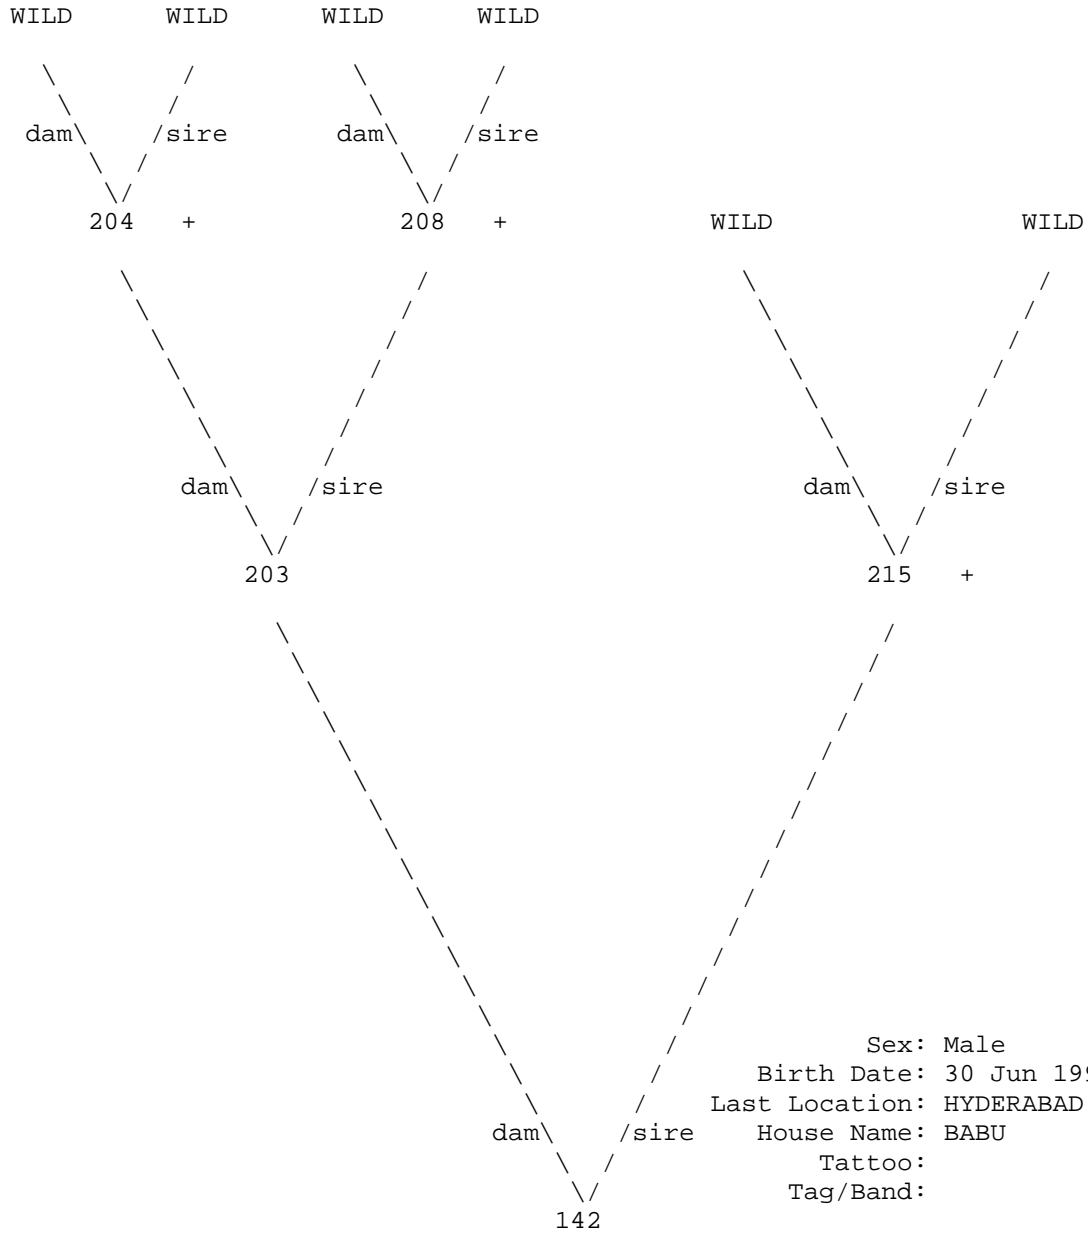 WILD WILD WILD WILD
dam sire dam sire
204 + 208 + WILD WILD
dam sire dam sire
203 215 +
Sex: Male
Birth Date: 30 Jun 199
Last Location: HYDERABAD
dam sire House Name: BABU
Tattoo:
Tag/Band:
142